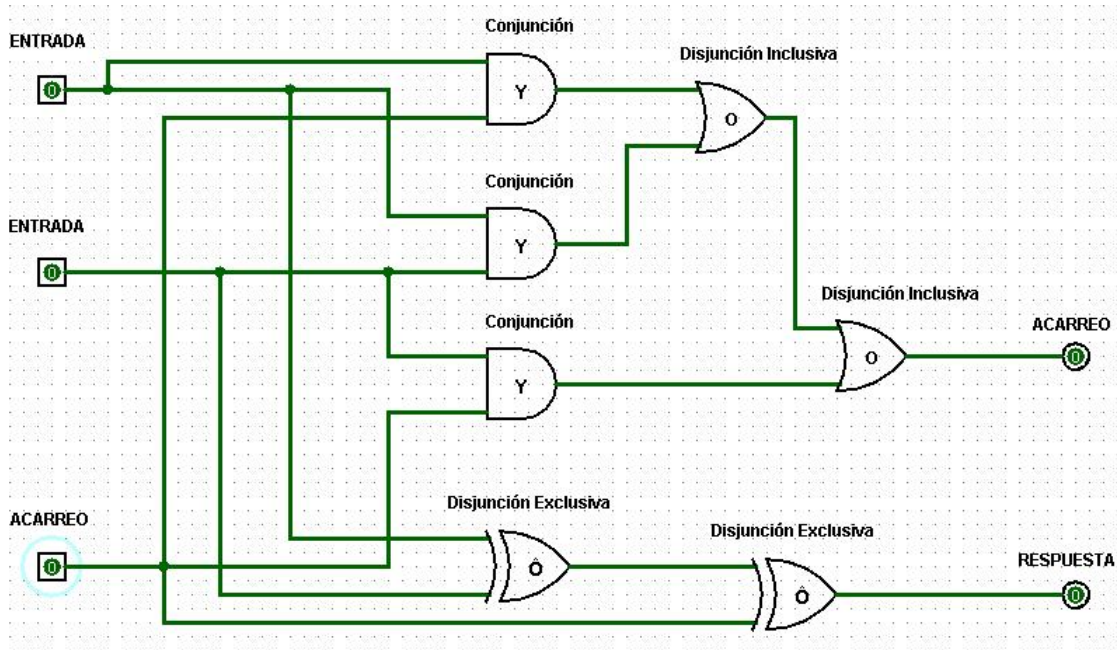 Conjunción
ENTRADA
Disjunción Inclusiva
0
Y
O
Conjunción
ENTRADA
Y
0
Disjunción Inclusiva
Conjunción
ACARREO
O
0
Y
Disjunción Exclusiva
ACARREO
Disjunción Exclusiva
RESPUESTA
0
Ô
Ô
0